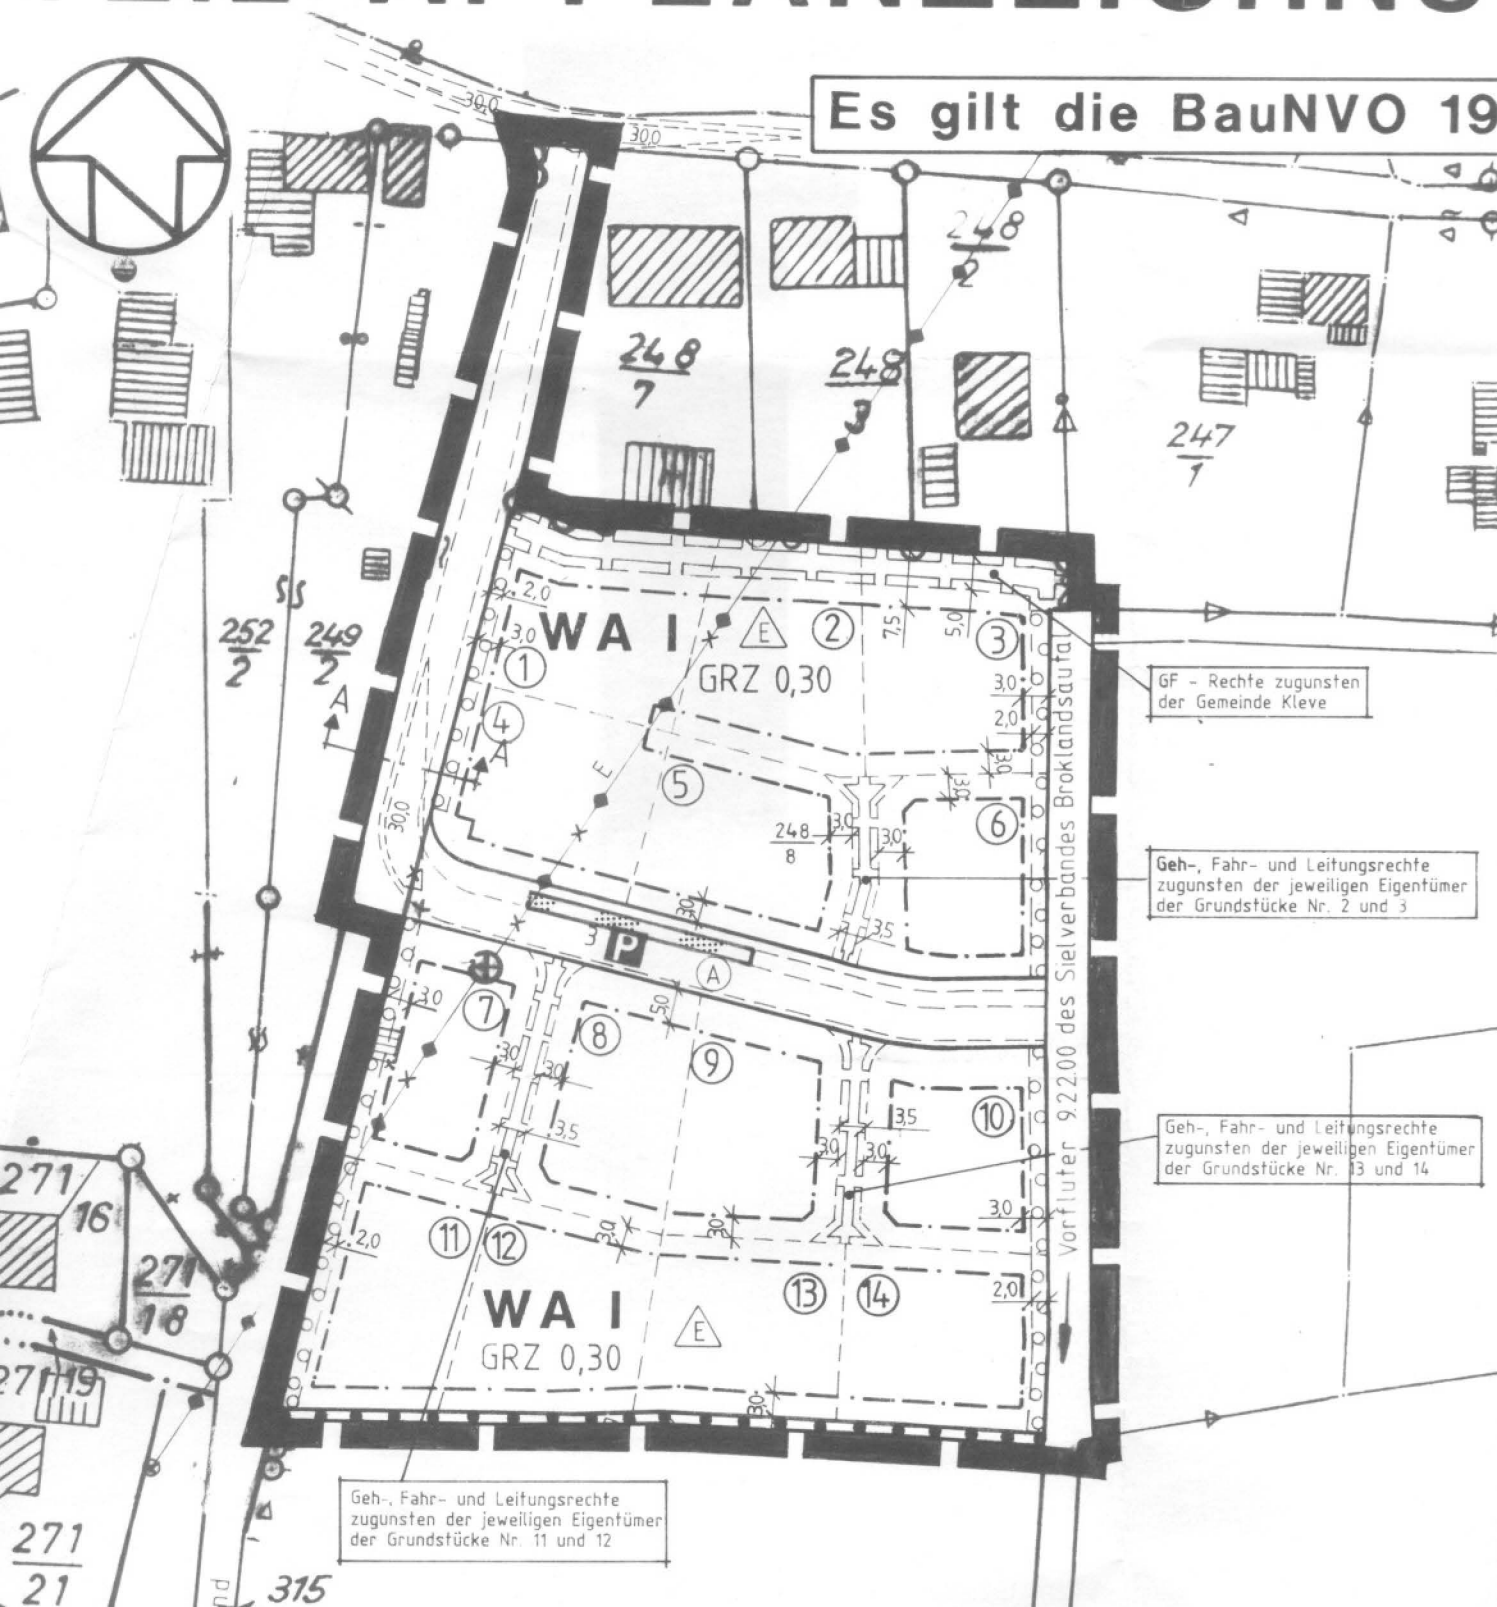 Es gilt die BauNVO 19
30,0
30,0
248
2
248
7
248
3
247
1
252
2
249
2
A
A
WA I
E
GRZ 0,30
1
2
3
4
5
6
2,0
3,0
7,5
5,0
3,0
2,0
3,0
3,0
GF - Rechte zugunsten
der Gemeinde Kleve
E
30,0
248
8
3,0
3,0
3,0
3,5
Geh-, Fahr- und Leitungsrechte
zugunsten der jeweiligen Eigentümer
der Grundstücke Nr. 2 und 3
Vorfluter 9.22.00 des Sielverbandes Broklandsautal
3
P
A
7
8
9
10
3,0
5,0
3,0
3,0
3,5
3,5
3,0
3,0
3,0
Geh-, Fahr- und Leitungsrechte
zugunsten der jeweiligen Eigentümer
der Grundstücke Nr. 13 und 14
11
12
13
14
2,0
3,0
3,0
2,0
WA I
E
GRZ 0,30
3,0
271
16
271
18
271
19
271
21
315
Geh-, Fahr- und Leitungsrechte
zugunsten der jeweiligen Eigentümer
der Grundstücke Nr. 11 und 12